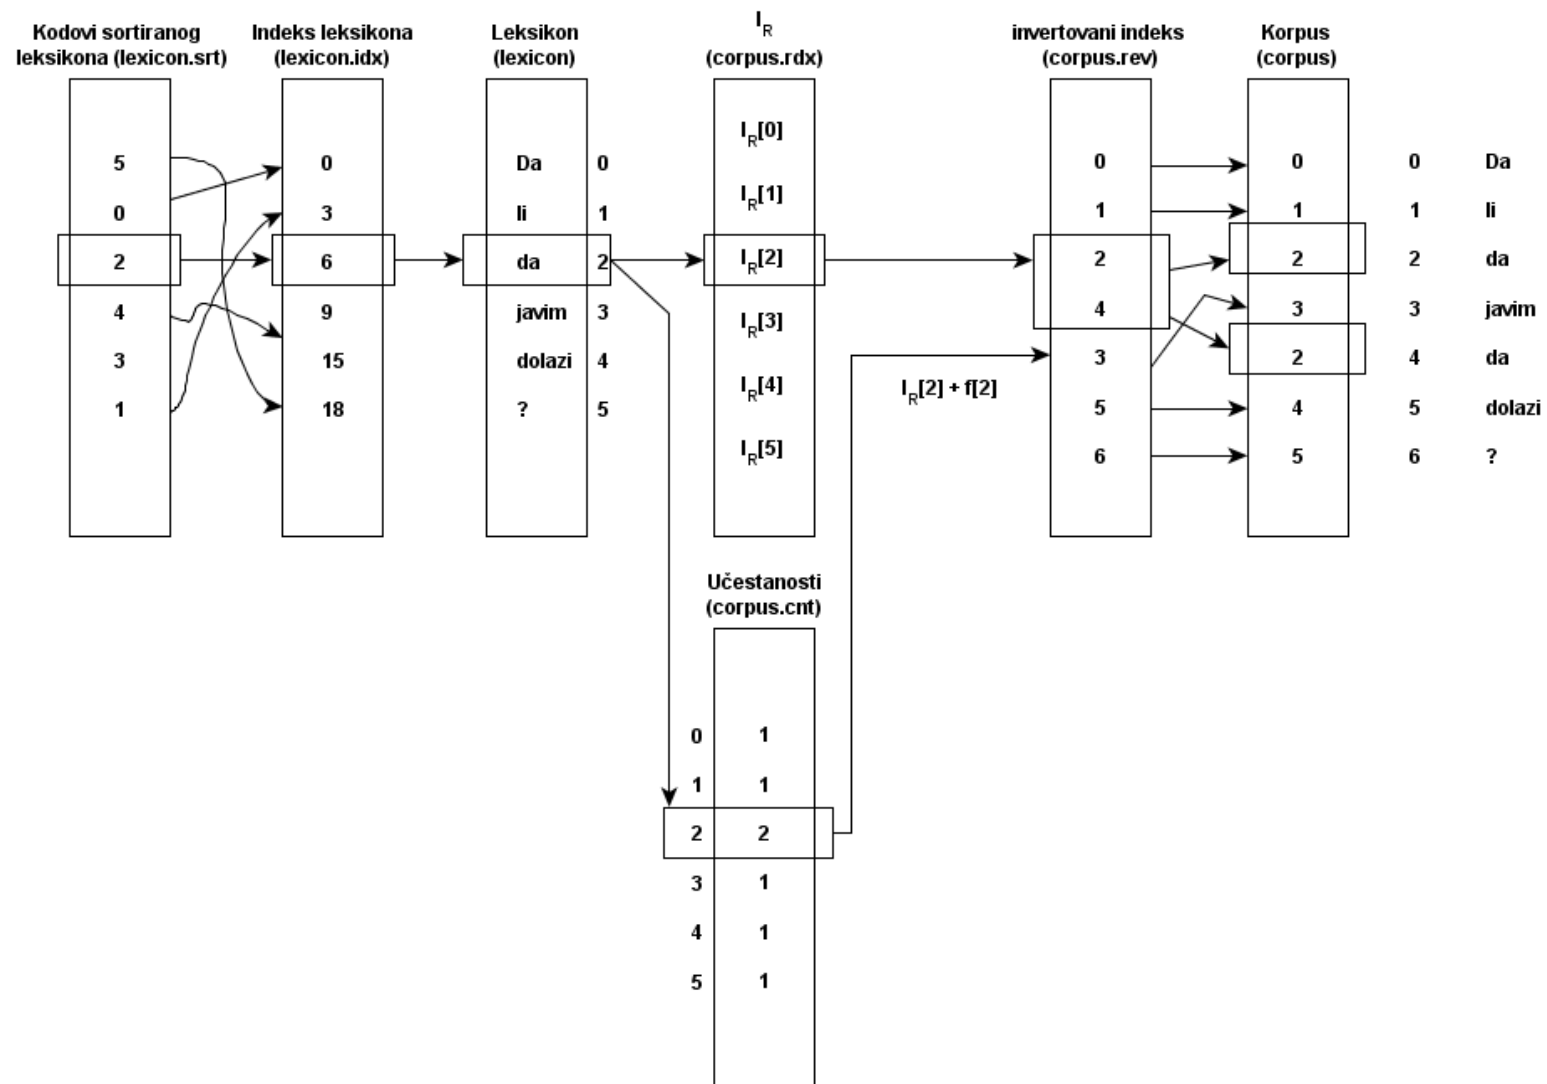 Kodovi sortiranog
leksikona (lexicon.srt)
5
0
2
4
3
1
Indeks leksikona
(lexicon.idx)
0
3
6
9
15
18
Leksikon
(lexicon)
Da 0
li 1
da 2
javim 3
dolazi 4
? 5
I_R
(corpus.rdx)
I_R[0]
I_R[1]
I_R[2]
I_R[3]
I_R[4]
I_R[5]
I_R[2] + f[2]
invertovani indeks
(corpus.rev)
0
1
2
4
3
5
6
Korpus
(corpus)
0 0 Da
1 1 li
2 2 da
3 3 javim
2 4 da
4 5 dolazi
5 6 ?
Učestanosti
(corpus.cnt)
0 1
1 1
2 2
3 1
4 1
5 1